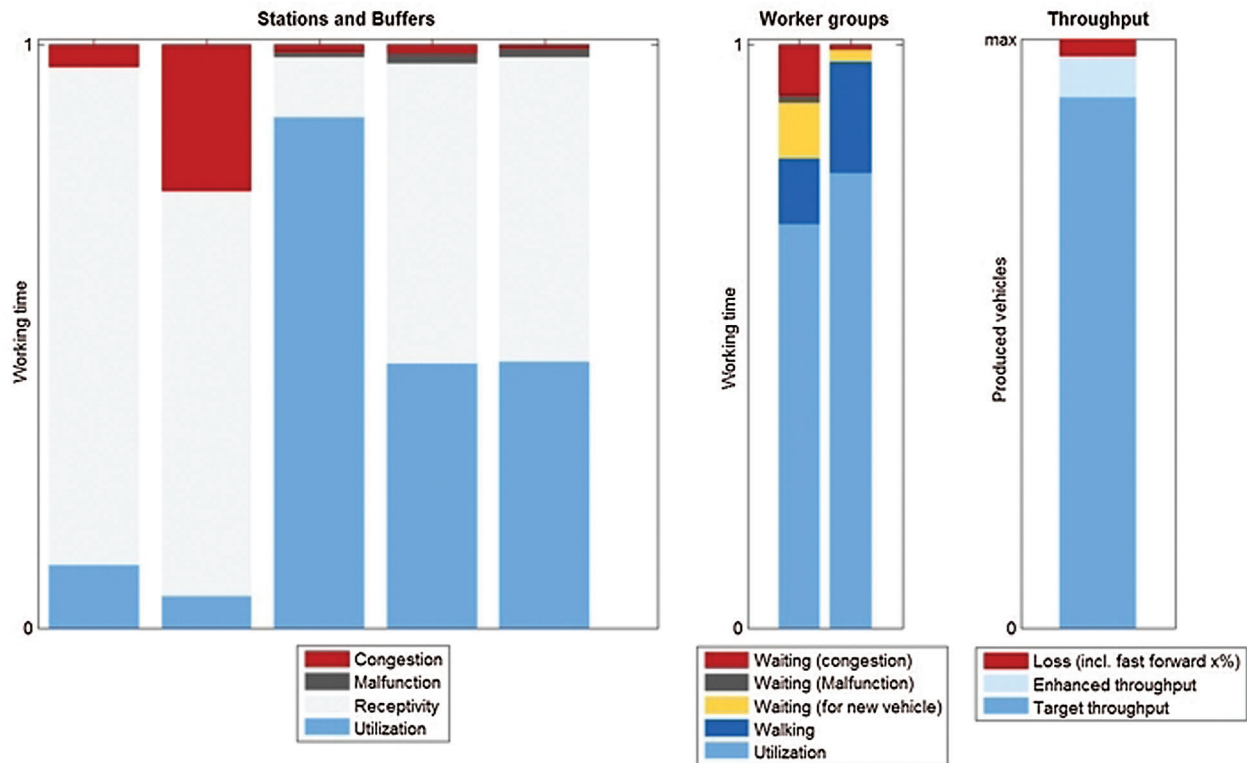 Stations and Buffers
1
Working time
0
Congestion
Malfunction
Receptivity
Utilization
Worker groups
1
Working time
0
Waiting (congestion)
Waiting (Malfunction)
Waiting (for new vehicle)
Walking
Utilization
Throughput
max
Produced vehicles
0
Loss (incl. fast forward x%)
Enhanced throughput
Target throughput